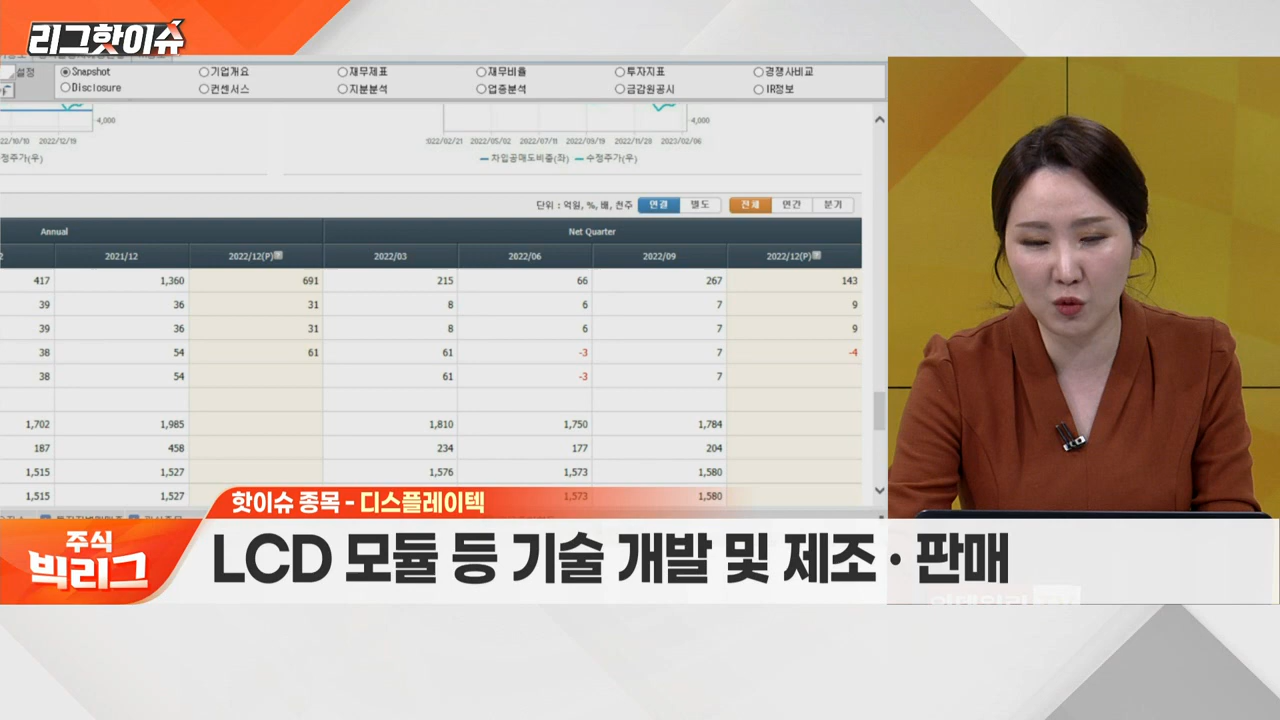 리그핫이슈
설정
Snapshot 기업개요 재무제표 재무비율 투자지표 경쟁사비교
Disclosure 컨센서스 지분분석 업종분석 금감원공시 IR정보
4,000 4,000
22/10/10 2022/12/19 2022/02/21 2022/05/02 2022/07/11 2022/09/19 2022/11/28 2023/02/06
정주가(우) 차입공매도비중(좌) 수정주가(우)
단위 : 억원, %, 배, 천주 연결 별도 전체 연간 분기
Annual Net Quarter
2 2021/12 2022/12(P) 2022/03 2022/06 2022/09 2022/12(P)
417 1,360 691 215 66 267 143
39 36 31 8 6 7 9
39 36 31 8 6 7 9
38 54 61 61 -3 7 -4
38 54 61 -3 7
1,702 1,985 1,810 1,750 1,784
187 458 234 177 204
1,515 1,527 1,576 1,573 1,580
1,515 1,527 1,573 1,580
핫이슈 종목 - 디스플레이텍
주식
빅리그
LCD 모듈 등 기술 개발 및 제조·판매